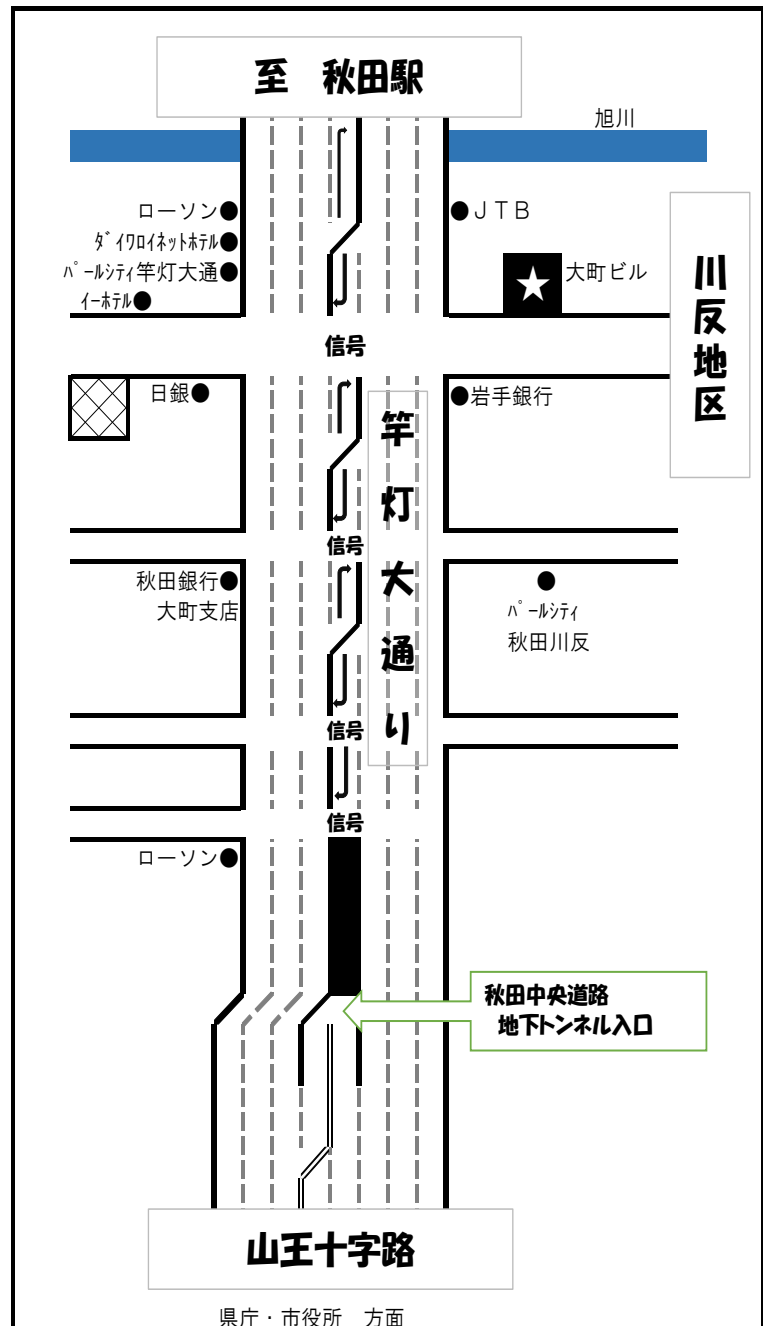 至　秋田駅
旭川
ローソン●
●ＪＴＢ
ﾀﾞｲﾜﾛｲﾈｯﾄﾎﾃﾙ●
ﾊﾟｰﾙｼﾃｨ竿灯大通●
ｲｰﾎﾃﾙ●
★
大町ビル
川反地区
信号
日銀●
●岩手銀行
竿灯大通り
信号
秋田銀行●
大町支店
●
ﾊﾟｰﾙｼﾃｨ
秋田川反
信号
信号
ローソン●
秋田中央道路
地下トンネル入口
山王十字路
県庁・市役所　方面